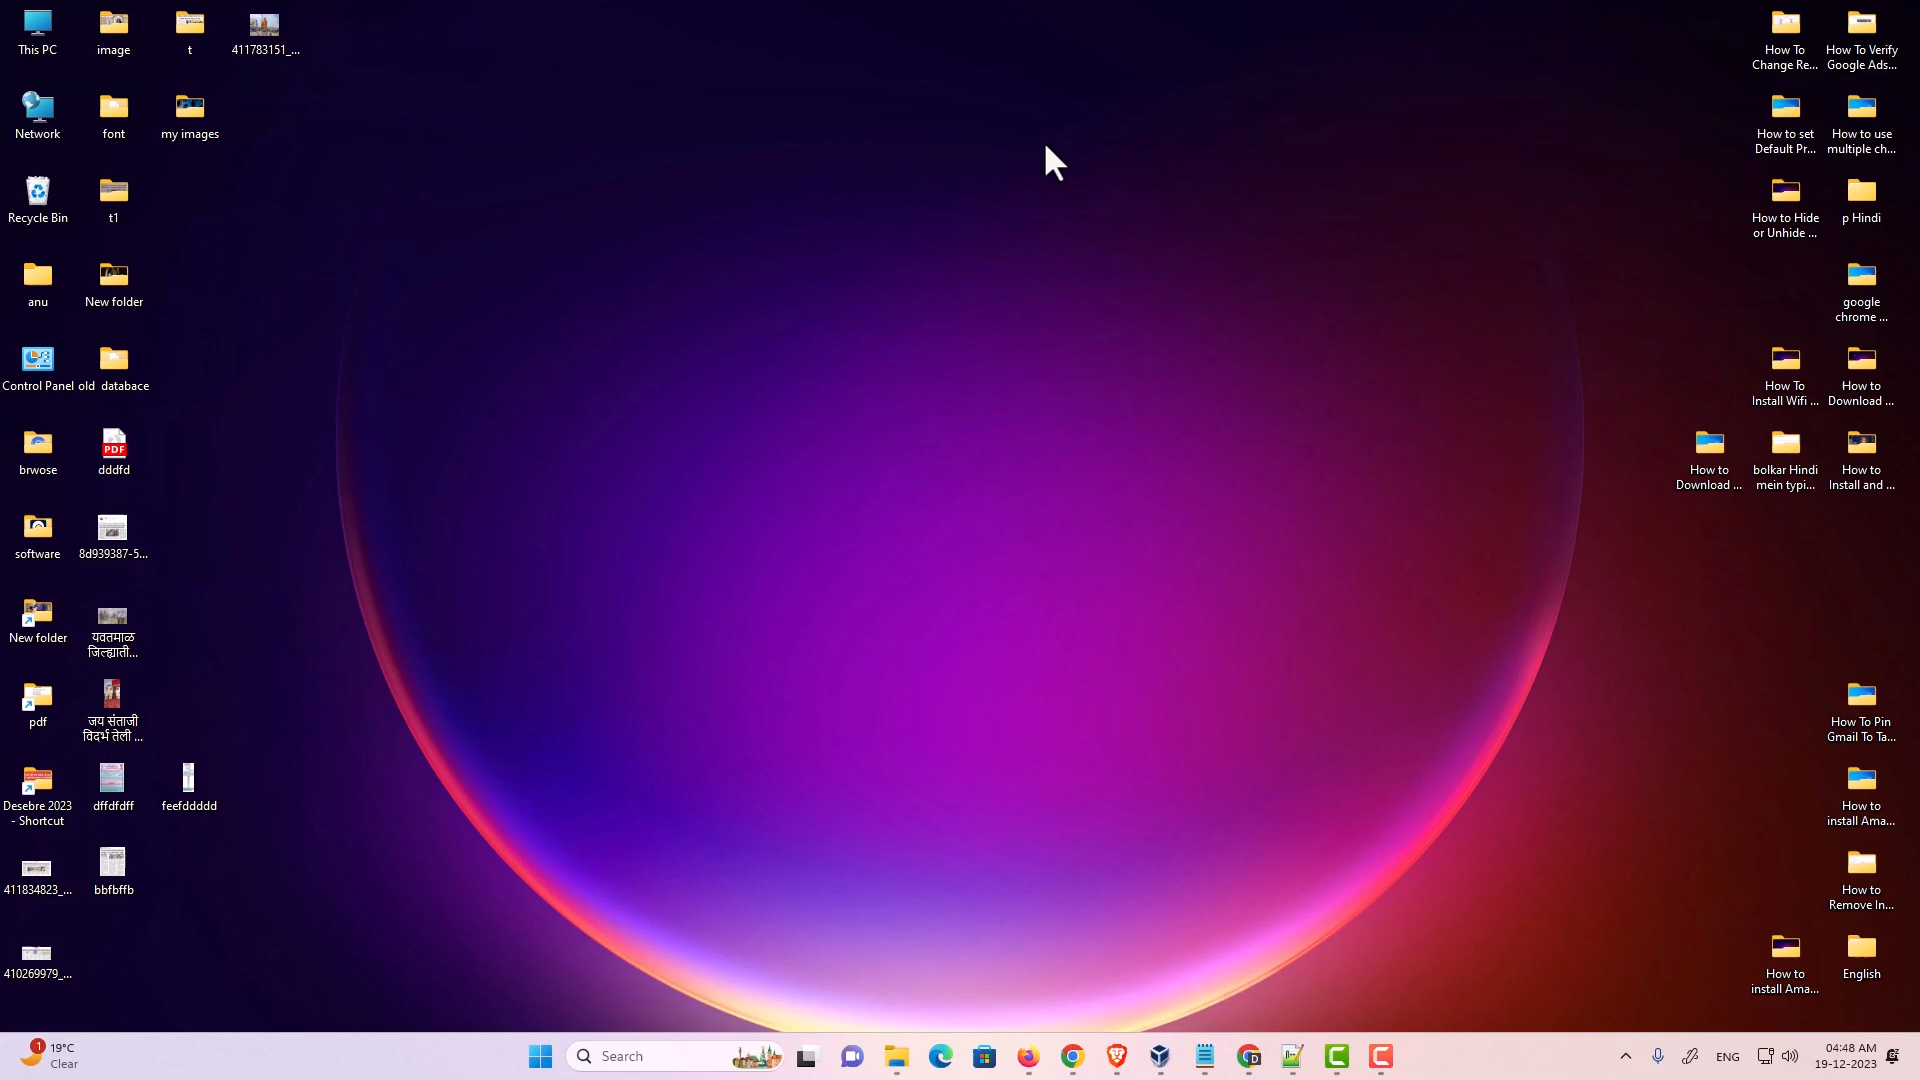 This PC
image
t
411783151_...
Network
font
my images
Recycle Bin
t1
anu
New folder
Control Panel
old databace
brwose
PDF
dddfd
software
8d939387-5...
New folder
यवतमाळ
जिल्ह्याती...
pdf
जय संताजी
विदर्भ तेली ...
Desebre 2023
- Shortcut
dffdfdff
feefddddd
411834823_...
bbfbffb
410269979_...
How To
Change Re...
How To Verify
Google Ads...
How to set
Default Pr...
How to use
multiple ch...
How to Hide
or Unhide ...
p Hindi
google
chrome ...
How To
Install Wifi ...
How to
Download ...
How to
Download ...
bolkar Hindi
mein typi...
How to
Install and ...
How To Pin
Gmail To Ta...
How to
install Ama...
How to
Remove In...
How to
install Ama...
English
1
19°C
Clear
Search
D
ENG
04:48 AM
19-12-2023